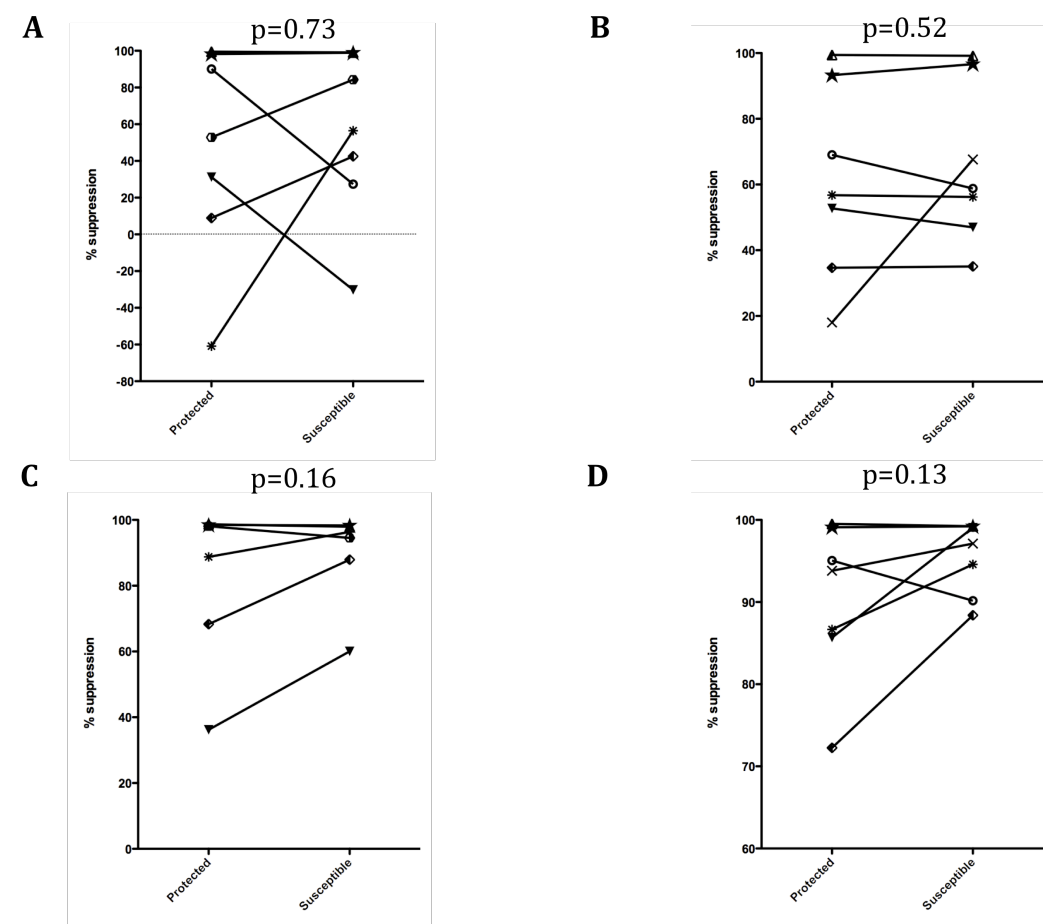 A
p=0.73
% suppression
100
80
60
40
20
0
-20
-40
-60
-80
Protected
Susceptible
B
p=0.52
% suppression
100
80
60
40
20
0
Protected
Susceptible
C
p=0.16
% suppression
100
80
60
40
20
0
Protected
Susceptible
D
p=0.13
% suppression
100
90
80
70
60
Protected
Susceptible